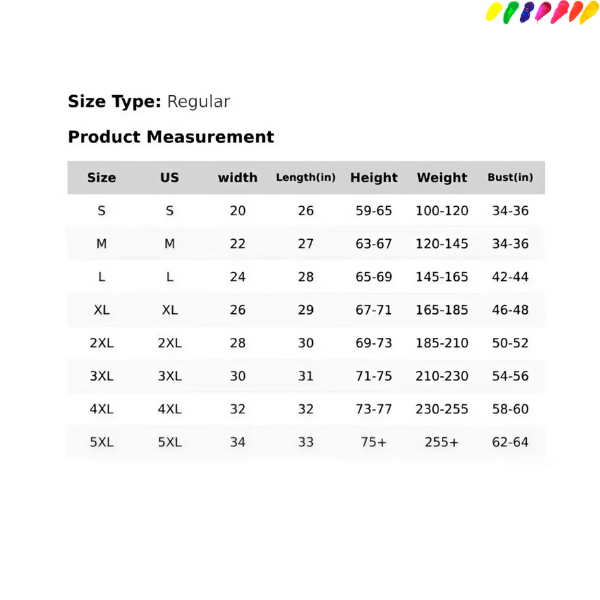 Size Type: Regular
Product Measurement
Size US width Length(in) Height Weight Bust(in)
S S 20 26 59-65 100-120 34-36
M M 22 27 63-67 120-145 34-36
L L 24 28 65-69 145-165 42-44
XL XL 26 29 67-71 165-185 46-48
2XL 2XL 28 30 69-73 185-210 50-52
3XL 3XL 30 31 71-75 210-230 54-56
4XL 4XL 32 32 73-77 230-255 58-60
5XL 5XL 34 33 75+ 255+ 62-64